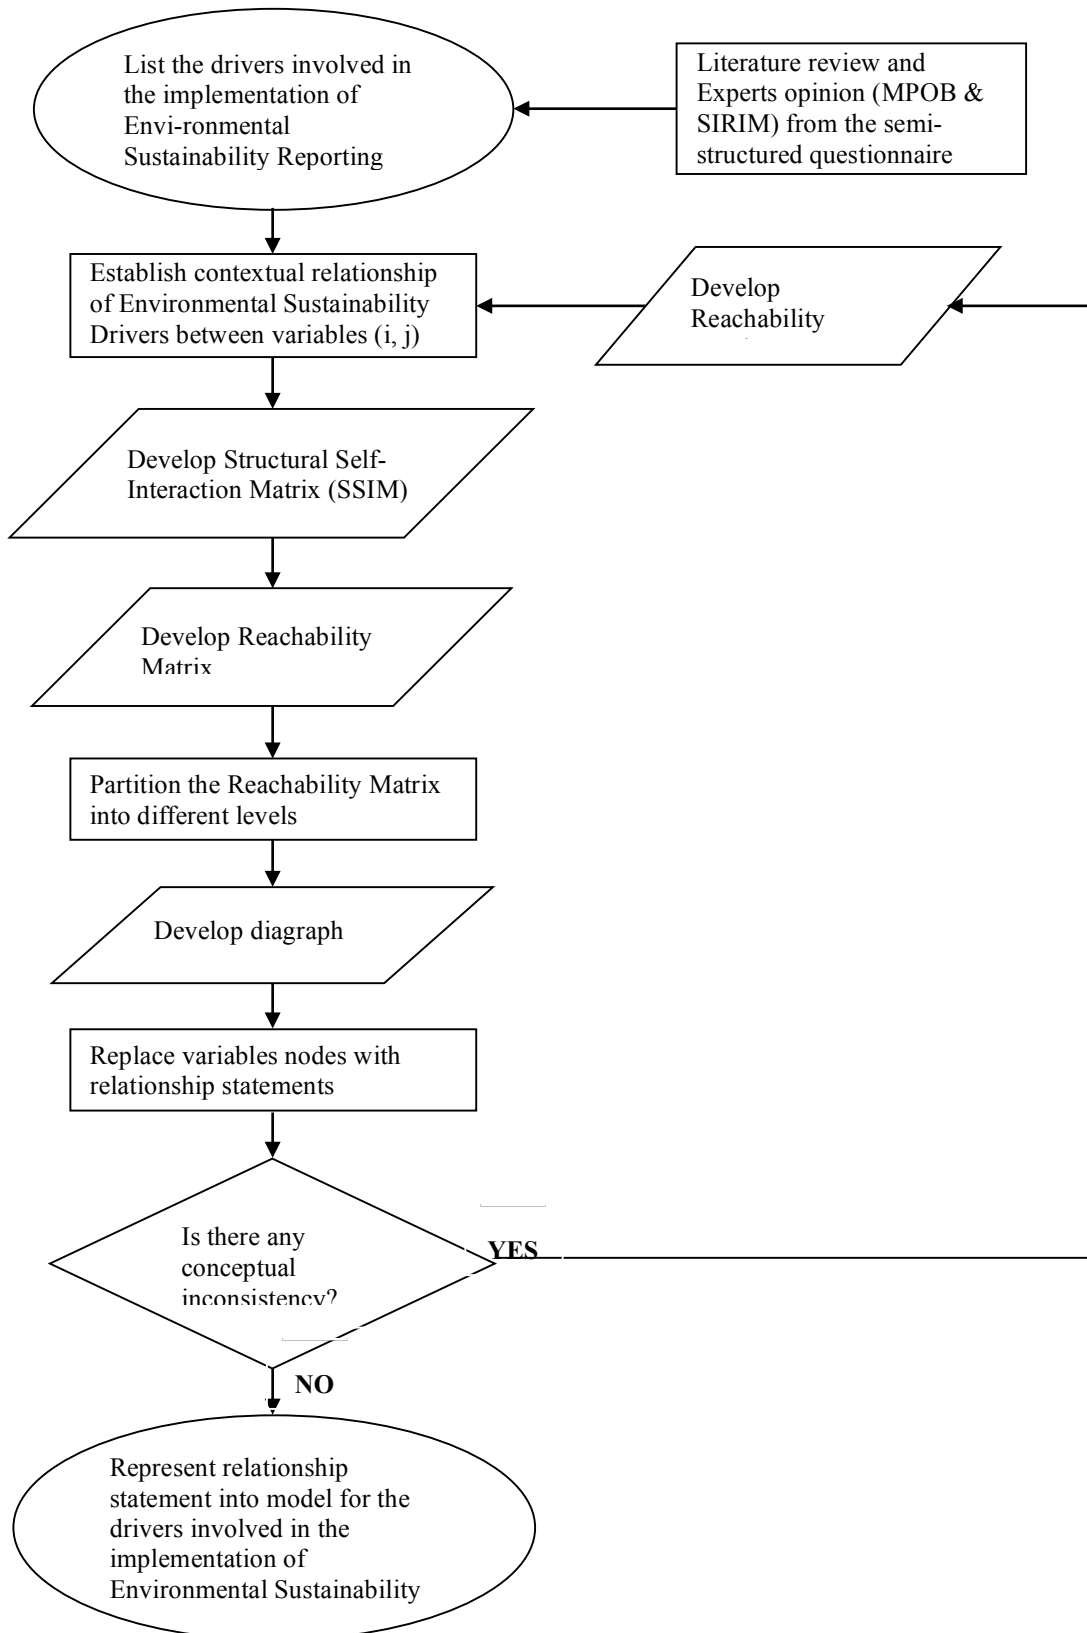 List the drivers involved in
the implementation of
Envi-ronmental
Sustainability Reporting
Literature review and
Experts opinion (MPOB &
SIRIM) from the semi-
structured questionnaire
Establish contextual relationship
of Environmental Sustainability
Drivers between variables (i, j)
Develop
Reachability
Develop Structural Self-
Interaction Matrix (SSIM)
Develop Reachability
Matrix
Partition the Reachability Matrix
into different levels
Develop diagraph
Replace variables nodes with
relationship statements
Is there any
conceptual
inconsistency?
YES
NO
Represent relationship
statement into model for the
drivers involved in the
implementation of
Environmental Sustainability